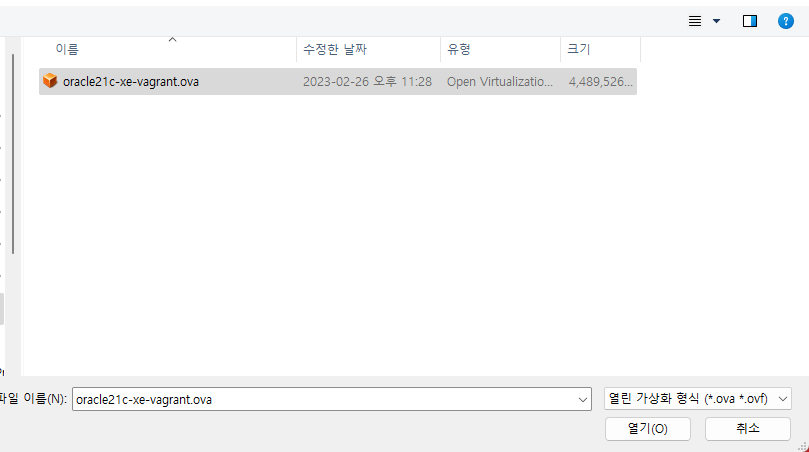 이름 수정한 날짜 유형 크기
oracle21c-xe-vagrant.ova 2023-02-26 오후 11:28 Open Virtualizatio... 4,489,526...
파일 이름(N): oracle21c-xe-vagrant.ova 열린 가상화 형식 (*.ova *.ovf)
열기(O) 취소